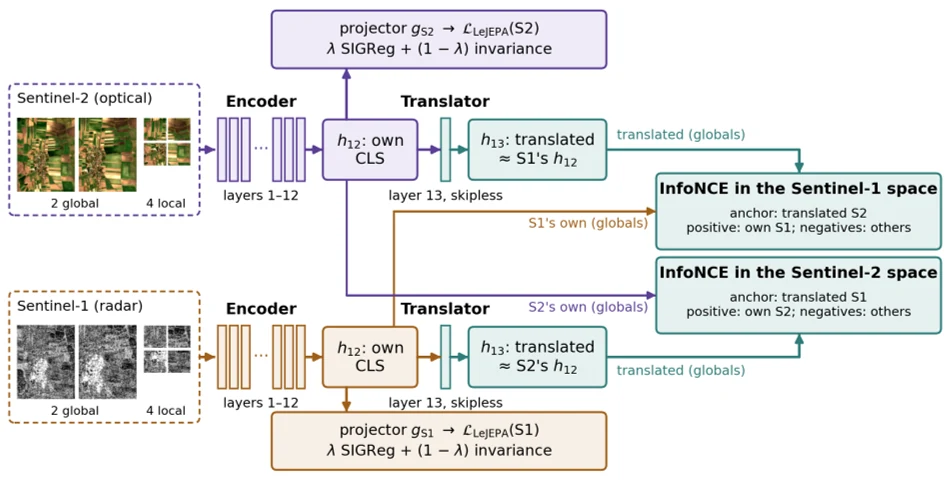 projector g_S2 → ℒ_LeJEPA(S2)
λ SIGReg + (1 − λ) invariance
Sentinel-2 (optical)
2 global
4 local
Encoder
...
layers 1–12
h₁₂: own
CLS
Translator
layer 13, skipless
h₁₃: translated
≈ S1's h₁₂
translated (globals)
InfoNCE in the Sentinel-1 space
anchor: translated S2
positive: own S1; negatives: others
S1's own (globals)
InfoNCE in the Sentinel-2 space
anchor: translated S1
positive: own S2; negatives: others
S2's own (globals)
Sentinel-1 (radar)
2 global
4 local
Encoder
...
layers 1–12
h₁₂: own
CLS
Translator
layer 13, skipless
h₁₃: translated
≈ S2's h₁₂
translated (globals)
projector g_S1 → ℒ_LeJEPA(S1)
λ SIGReg + (1 − λ) invariance